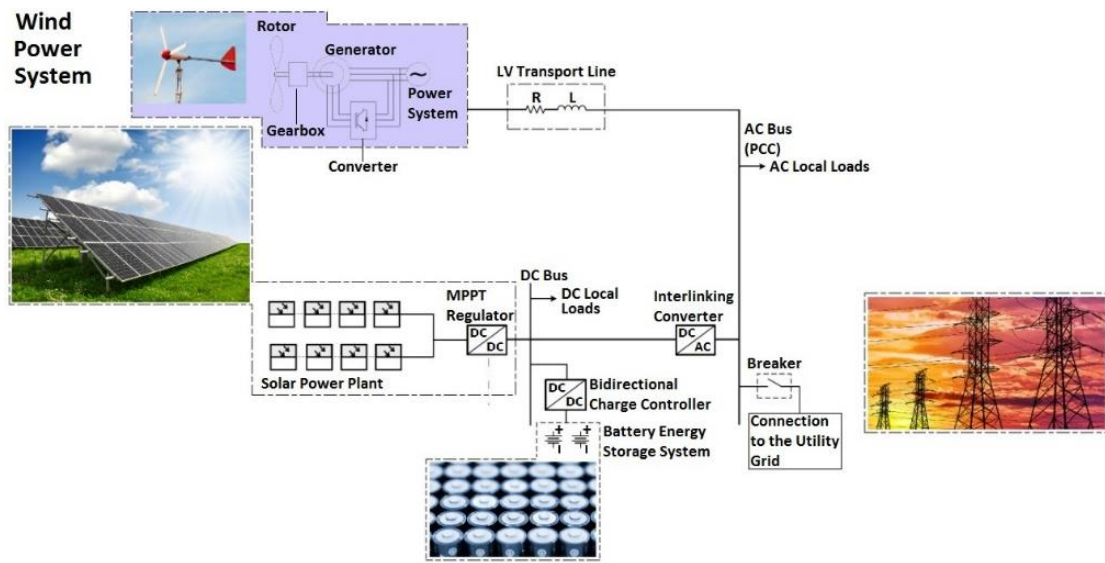 Wind
Power
System
Rotor
Generator
Power
System
Gearbox
Converter
LV Transport Line
R L
AC Bus
(PCC)
AC Local Loads
DC Bus
DC Local
Loads
MPPT
Regulator
DC
DC
Solar Power Plant
Interlinking
Converter
DC
AC
Breaker
DC
DC
Bidirectional
Charge Controller
Battery Energy
Storage System
Connection
to the Utility
Grid